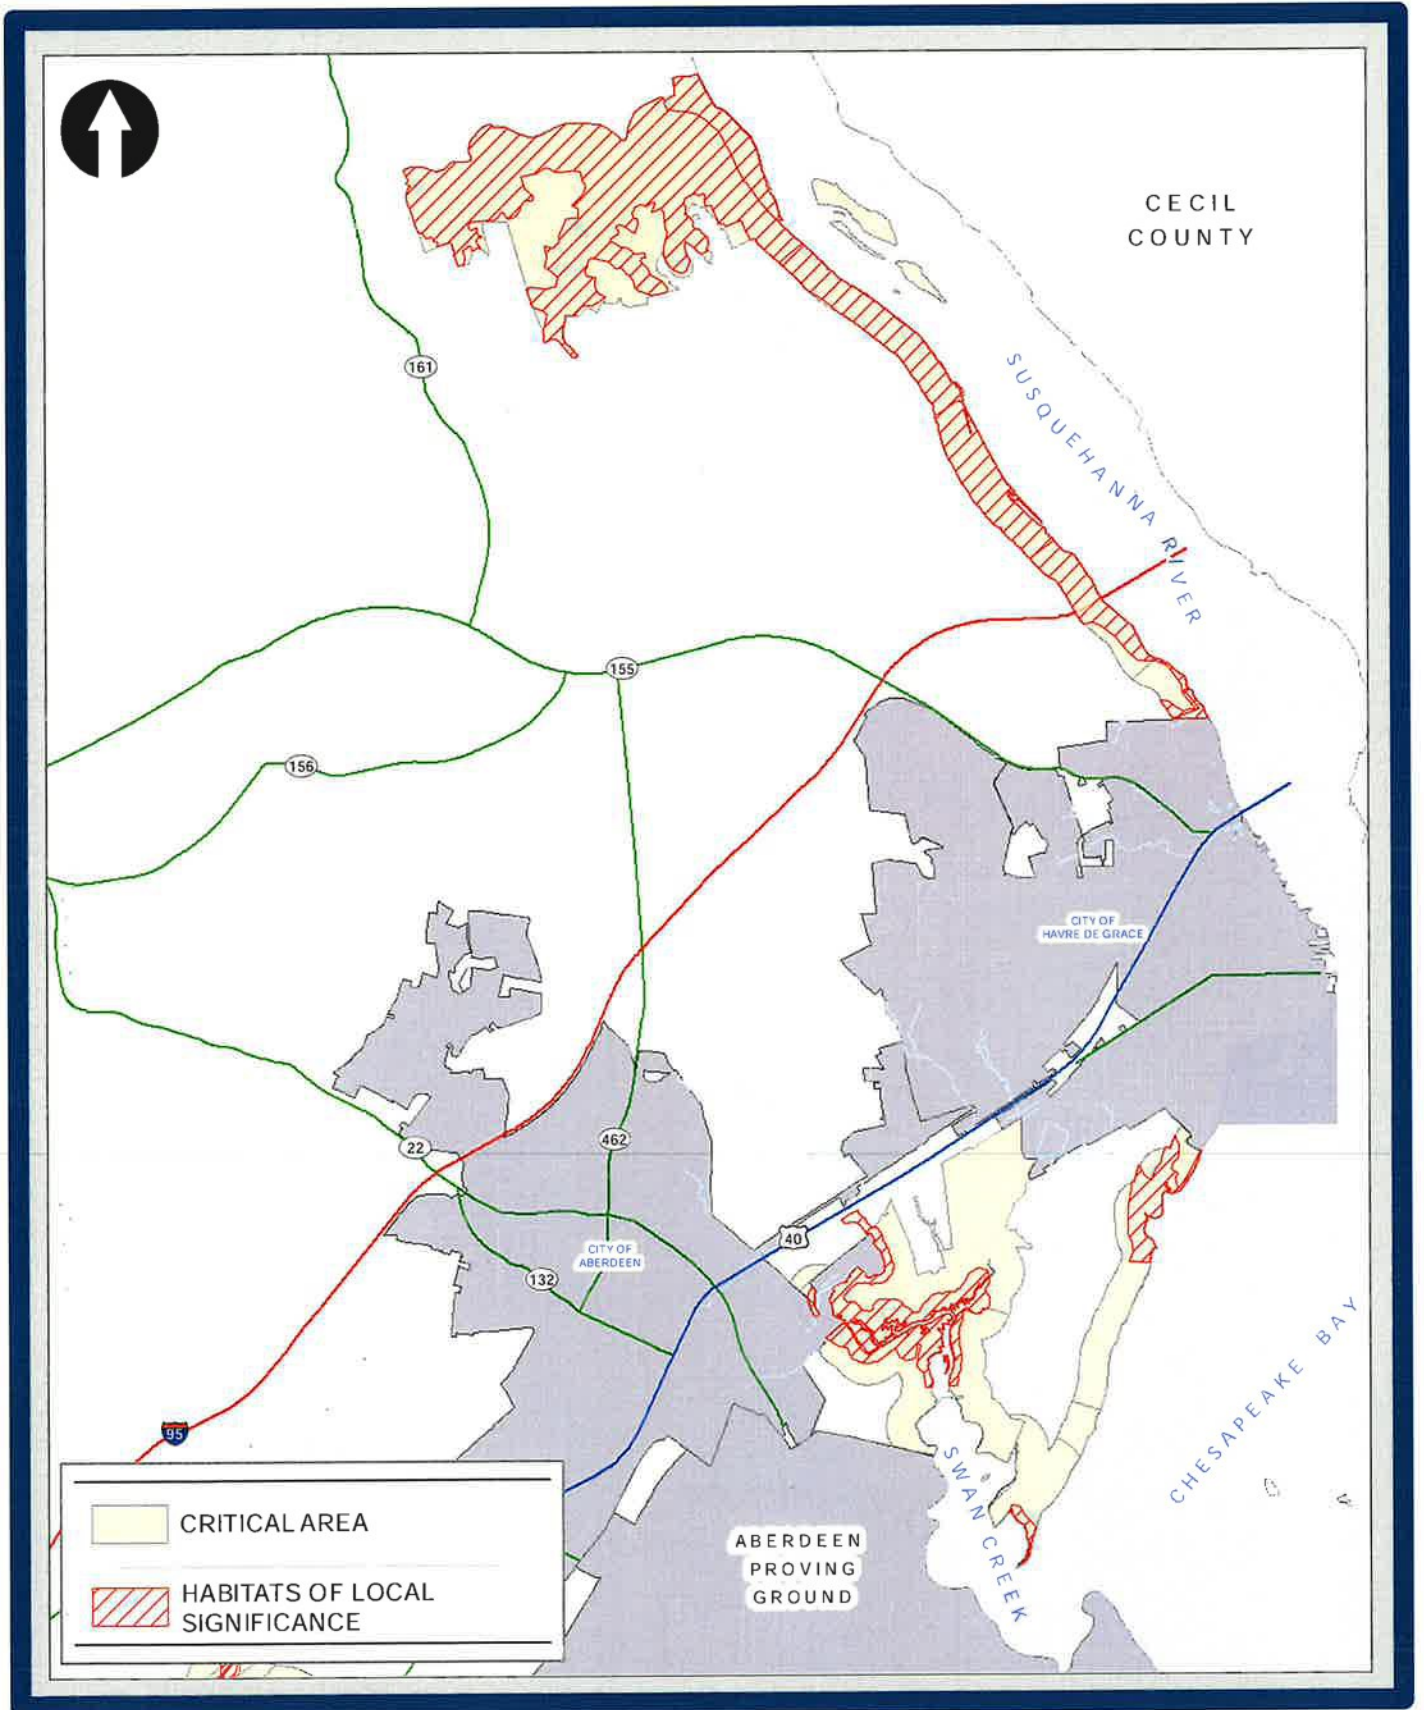 CECIL
COUNTY
161
SUSQUEHANNA RIVER
155
156
CITY OF
HAVRE DE GRACE
22
462
40
CITY OF
ABERDEEN
132
95
CHESAPEAKE BAY
SWAN CREEK
ABERDEEN
PROVING
GROUND
CRITICAL AREA
HABITATS OF LOCAL
SIGNIFICANCE